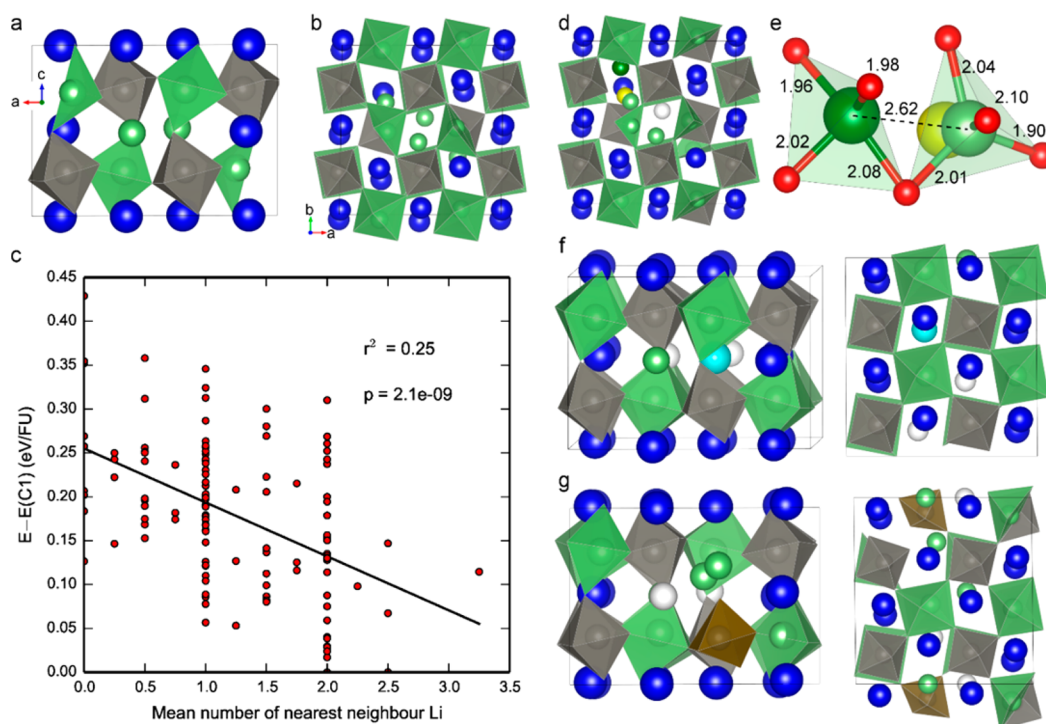 a
c
a
b
b
a
d
e
1.98
2.04
1.96
2.10
2.62
1.90
2.02
2.08
2.01
c
0.45
0.40
0.35
0.30
0.25
0.20
0.15
0.10
0.05
0.00
E−E(C1) (eV/FU)
r² = 0.25
p = 2.1e-09
0.0 0.5 1.0 1.5 2.0 2.5 3.0 3.5
Mean number of nearest neighbour Li
f
g